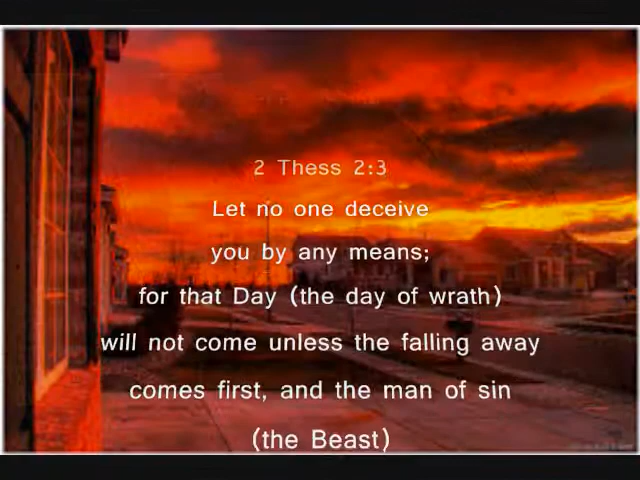 2 Thess 2:3
Let no one deceive
you by any means;
for that Day (the day of wrath)
will not come unless the falling away
comes first, and the man of sin
(the Beast)